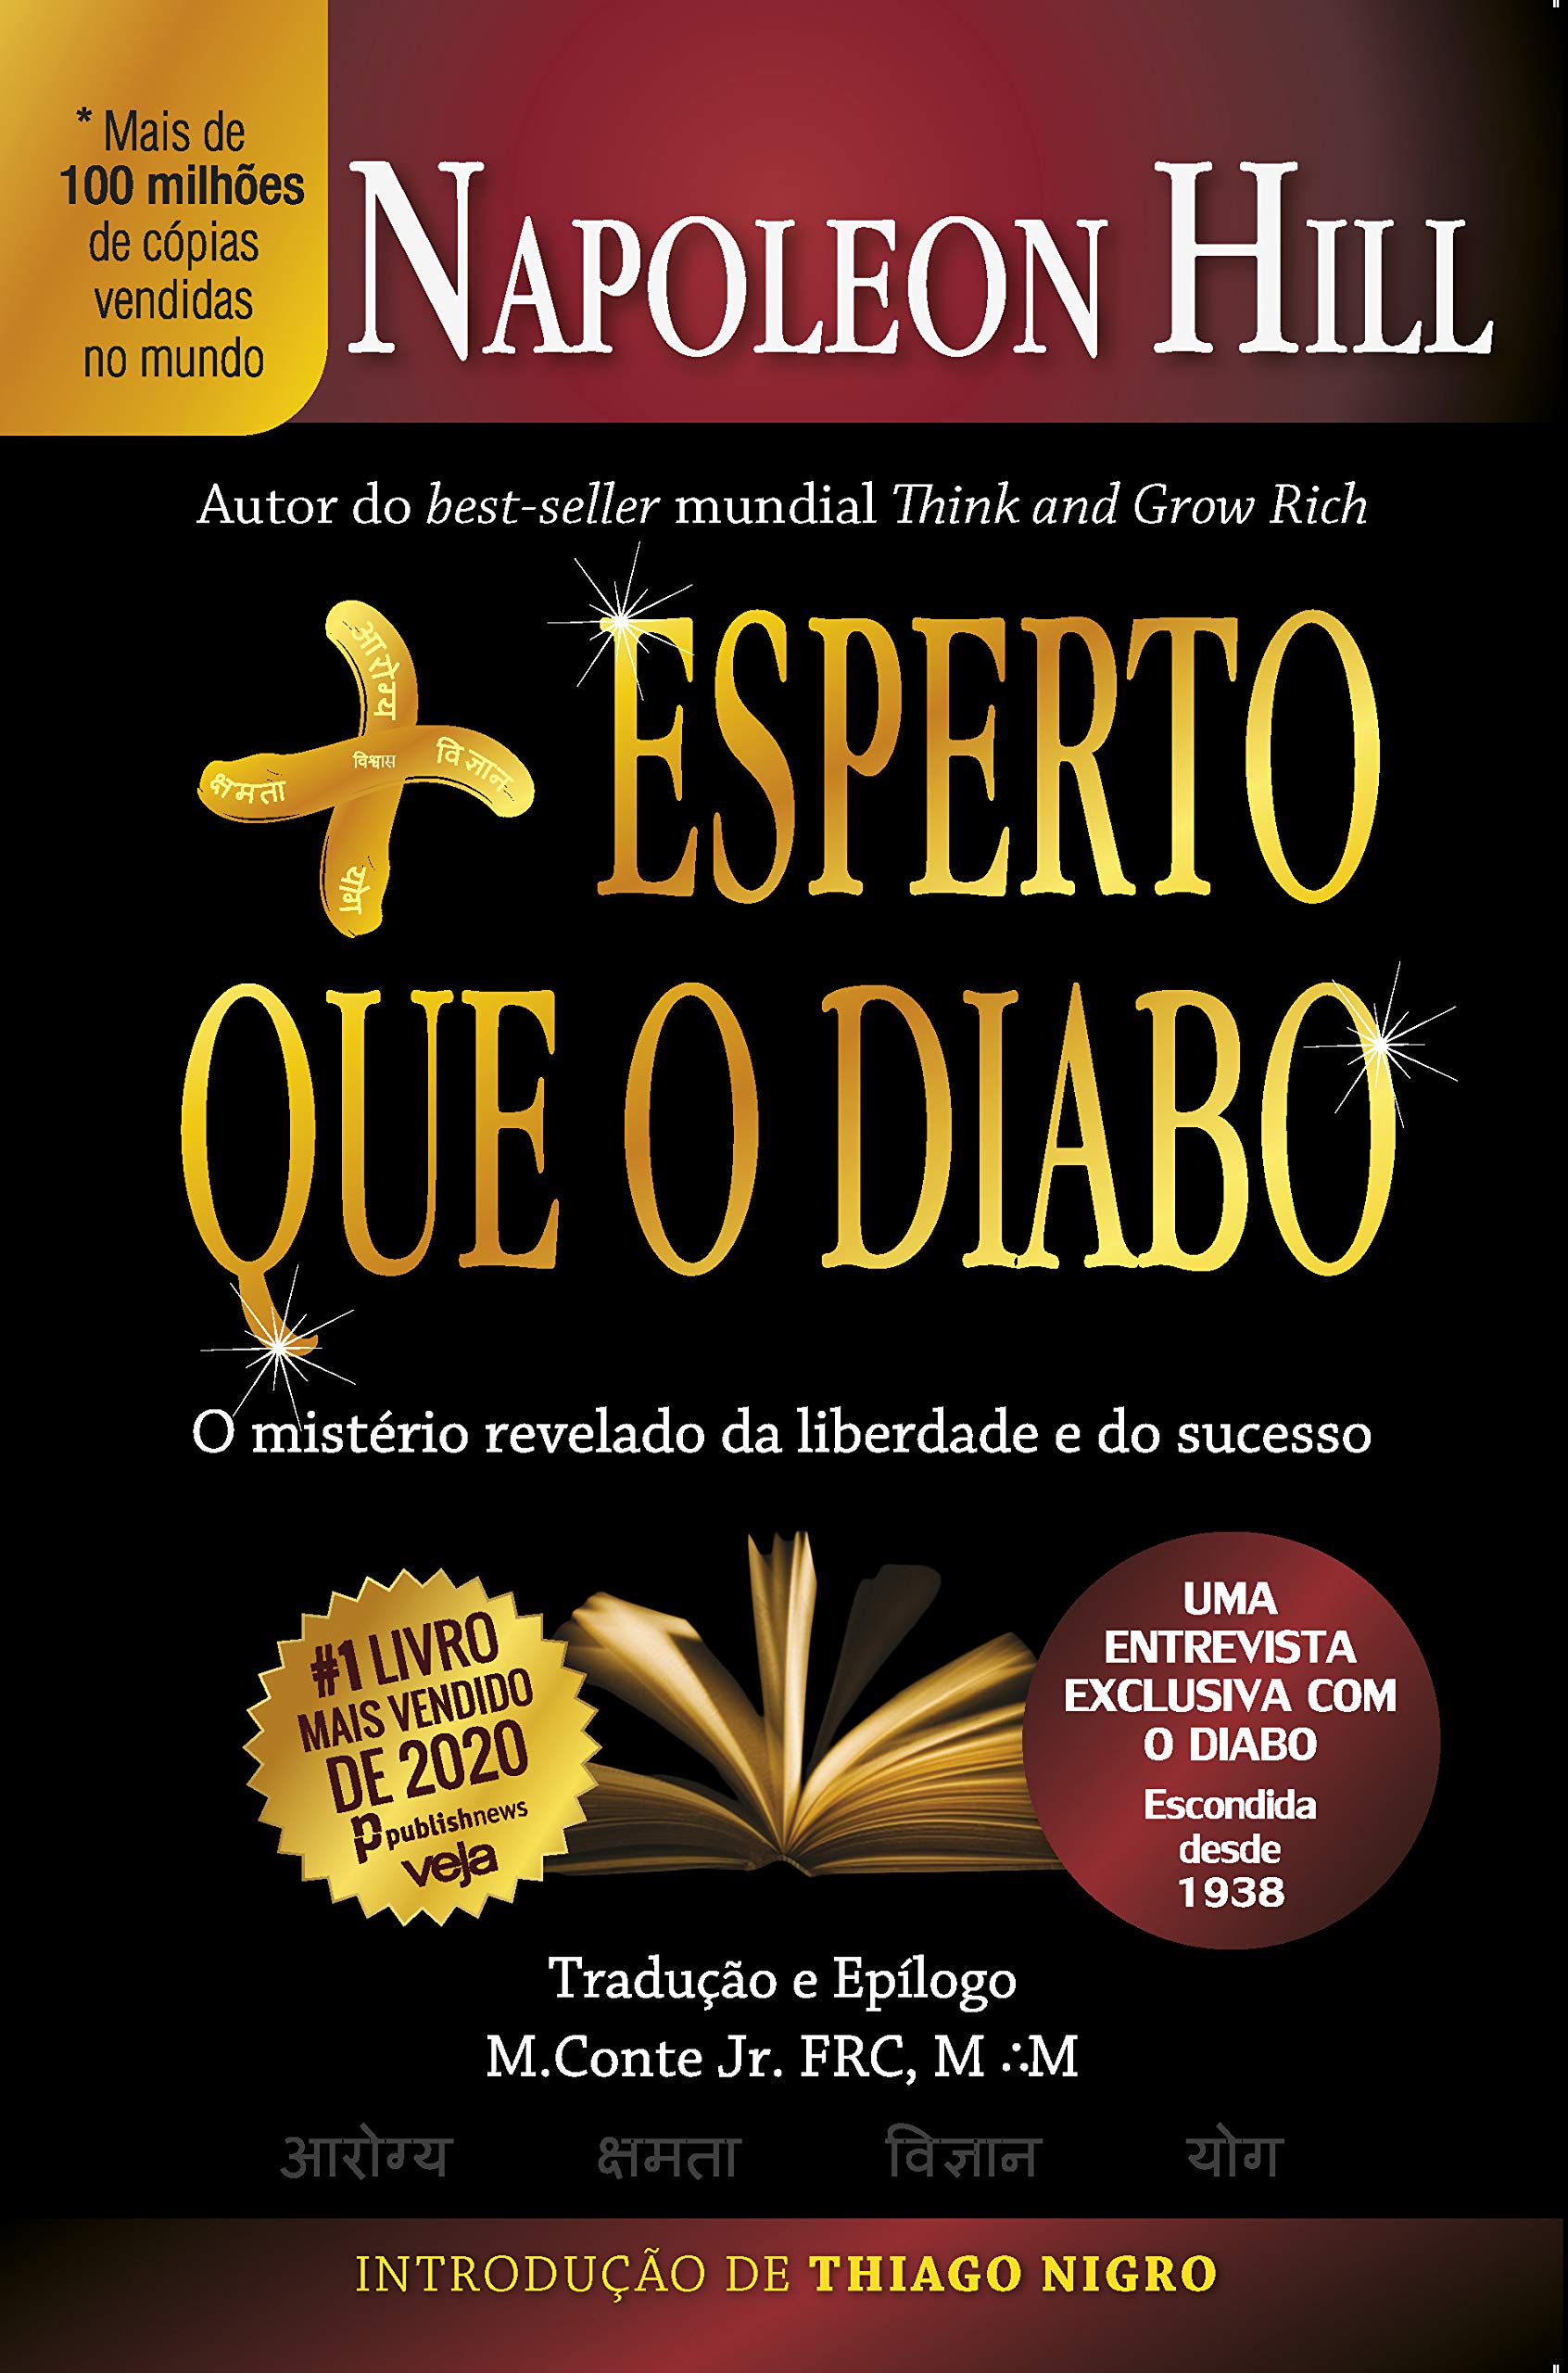 * Mais de
100 milhões
de cópias
vendidas
no mundo
NAPOLEON HILL
Autor do best-seller mundial Think and Grow Rich
+ ESPERTO
आरोग्य
क्षमता
विश्वास
विज्ञान
योग
QUE O DIABO
O mistério revelado da liberdade e do sucesso
#1 LIVRO
MAIS VENDIDO
DE 2020
publishnews
veja
UMA
ENTREVISTA
EXCLUSIVA COM
O DIABO
Escondida
desde
1938
Tradução e Epílogo
M.Conte Jr. FRC, M ∴M
आरोग्य क्षमता विज्ञान योग
INTRODUÇÃO DE THIAGO NIGRO